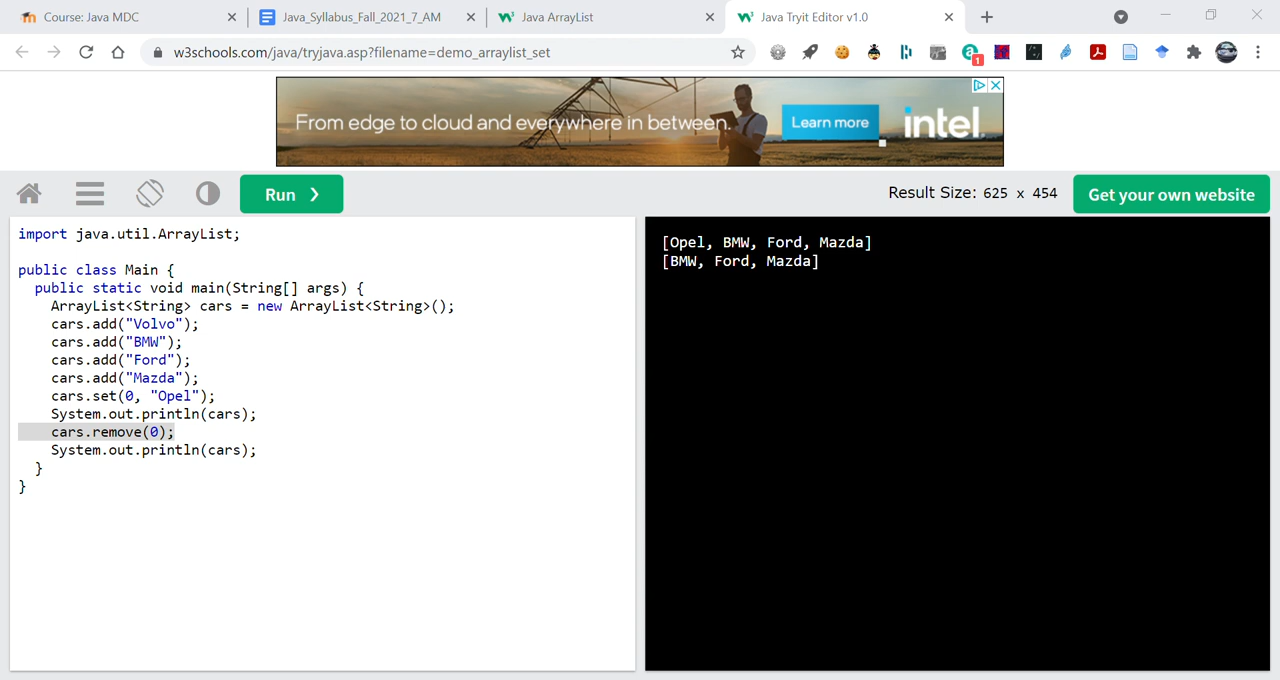 Course: Java MDC
Java_Syllabus_Fall_2021_7_AM
Java ArrayList
Java Tryit Editor v1.0
w3schools.com/java/tryjava.asp?filename=demo_arraylist_set
1
From edge to cloud and everywhere in between.
Learn more
intel.
Run ❯
Result Size: 625 x 454
Get your own website
import java.util.ArrayList;
public class Main {
public static void main(String[] args) {
ArrayList<String> cars = new ArrayList<String>();
cars.add("Volvo");
cars.add("BMW");
cars.add("Ford");
cars.add("Mazda");
cars.set(0, "Opel");
System.out.println(cars);
cars.remove(0);
System.out.println(cars);
}
}
[Opel, BMW, Ford, Mazda]
[BMW, Ford, Mazda]